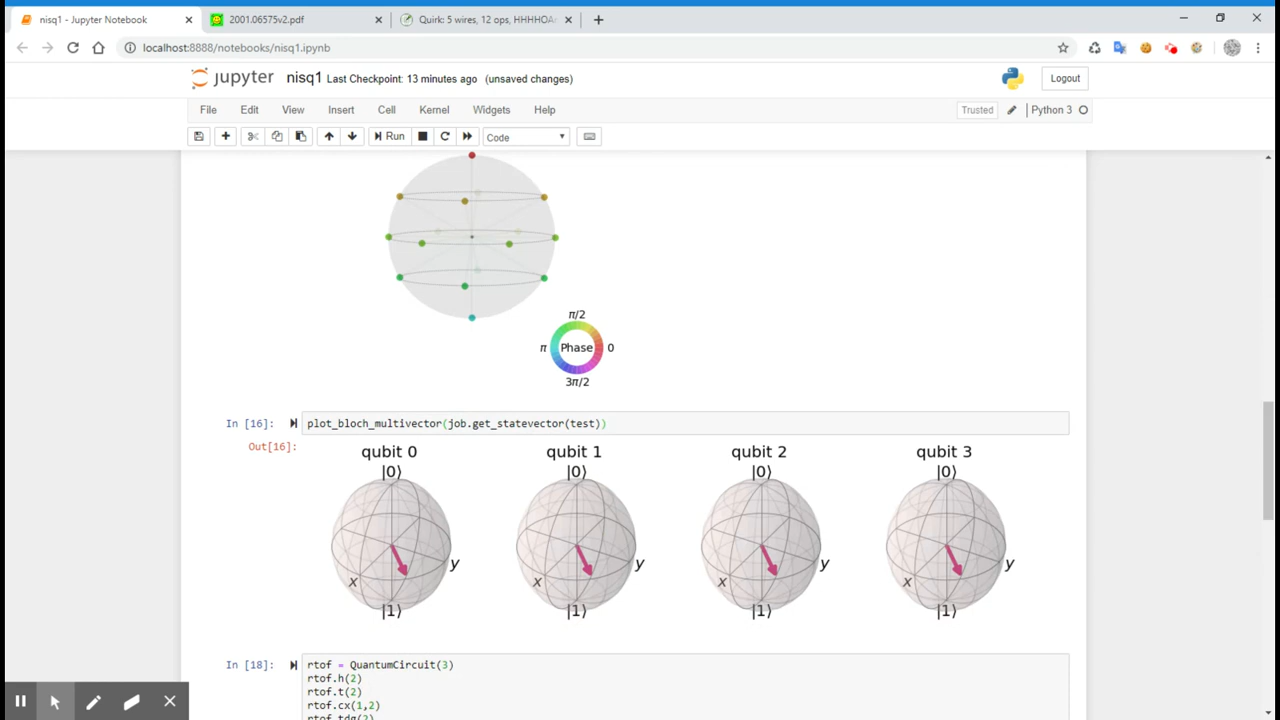 nisq1 - Jupyter Notebook
2001.06575v2.pdf
Quirk: 5 wires, 12 ops, HHHHOA
localhost:8888/notebooks/nisq1.ipynb
jupyter nisq1 Last Checkpoint: 13 minutes ago (unsaved changes)
Logout
File Edit View Insert Cell Kernel Widgets Help
Trusted
Python 3
Run
Code
π/2
π Phase 0
3π/2
In [16]: plot_bloch_multivector(job.get_statevector(test))
Out[16]:
qubit 0 qubit 1 qubit 2 qubit 3
|0⟩ |0⟩ |0⟩ |0⟩
x y x y x y x y
|1⟩ |1⟩ |1⟩ |1⟩
In [18]: rtof = QuantumCircuit(3)
rtof.h(2)
rtof.t(2)
rtof.cx(1,2)
rtof.tdg(2)